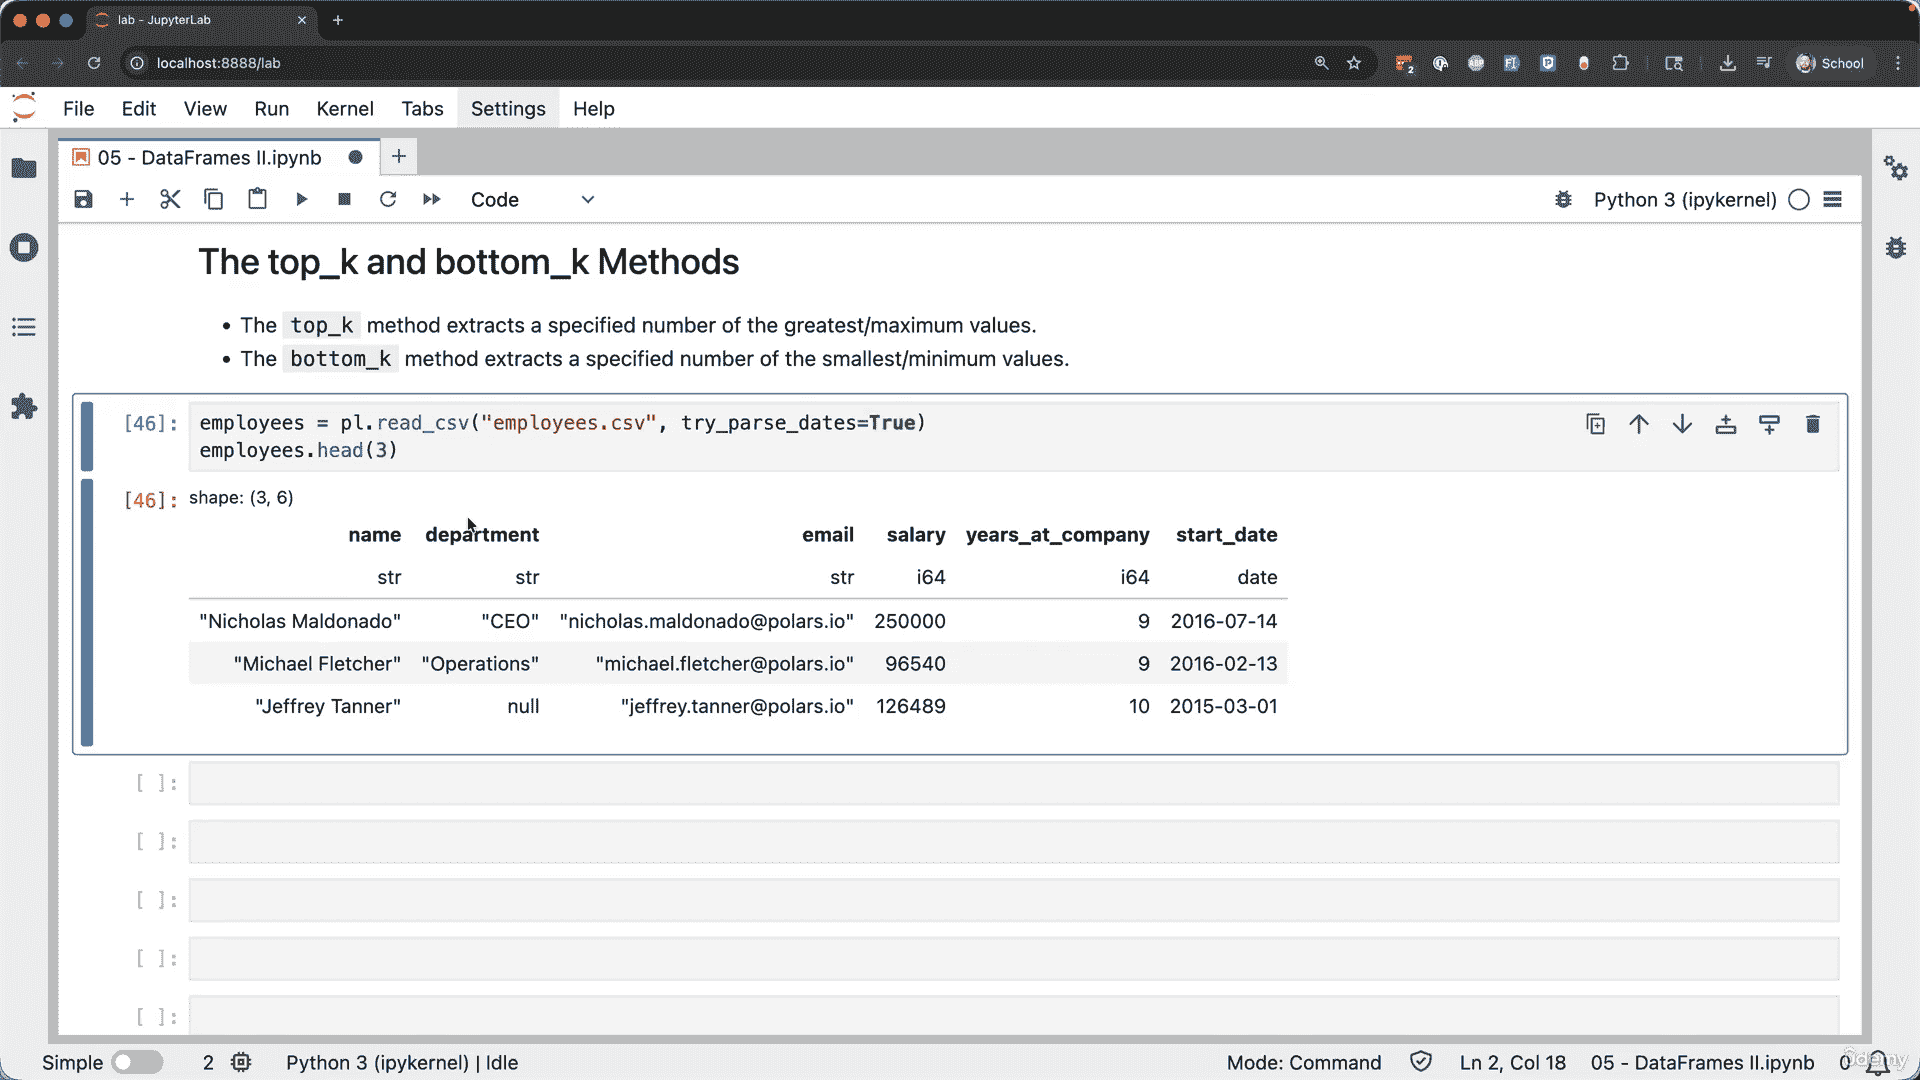 lab - JupyterLab
localhost:8888/lab
2
School
File Edit View Run Kernel Tabs Settings Help
05 - DataFrames II.ipynb
Code
Python 3 (ipykernel)
The top_k and bottom_k Methods
• The top_k method extracts a specified number of the greatest/maximum values.
• The bottom_k method extracts a specified number of the smallest/minimum values.
[46]: employees = pl.read_csv("employees.csv", try_parse_dates=True)
employees.head(3)
[46]: shape: (3, 6)
name department email salary years_at_company start_date
str str str i64 i64 date
"Nicholas Maldonado" "CEO" "nicholas.maldonado@polars.io" 250000 9 2016-07-14
"Michael Fletcher" "Operations" "michael.fletcher@polars.io" 96540 9 2016-02-13
"Jeffrey Tanner" null "jeffrey.tanner@polars.io" 126489 10 2015-03-01
[ ]:
[ ]:
[ ]:
[ ]:
[ ]:
Simple 2 Python 3 (ipykernel) | Idle Mode: Command Ln 2, Col 18 05 - DataFrames II.ipynb 0